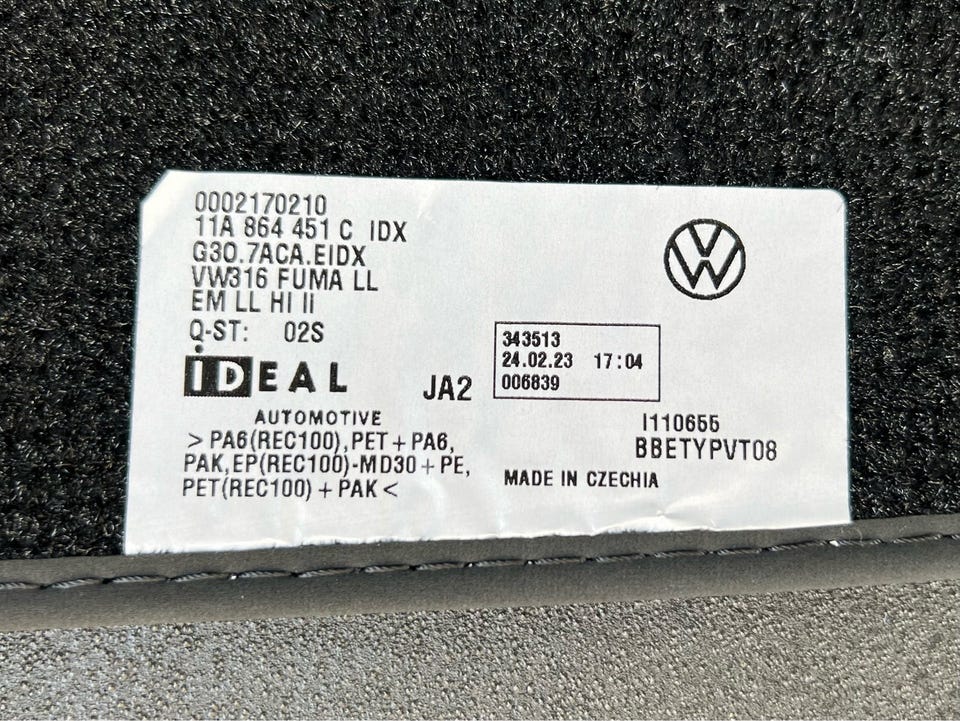 0002170210
11A 864 451 C IDX
G30.7ACA.EIDX
VW316 FUMA LL
EM LL HI II
Q-ST: 02S
iDEAL
AUTOMOTIVE
JA2
343513
24.02.23 17:04
006839
>PA6(REC100),PET+PA6,
PAK,EP(REC100)-MD30+PE,
PET(REC100)+PAK<
I110655
BBETYPVT08
MADE IN CZECHIA
VW